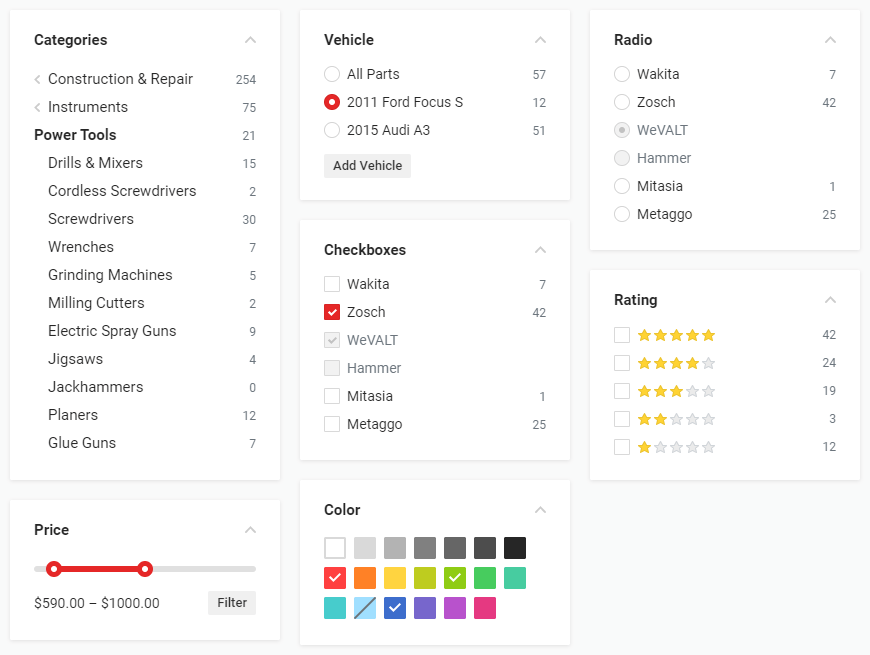 Categories
Construction & Repair 254
Instruments 75
Power Tools 21
Drills & Mixers 15
Cordless Screwdrivers 2
Screwdrivers 30
Wrenches 7
Grinding Machines 5
Milling Cutters 2
Electric Spray Guns 9
Jigsaws 4
Jackhammers 0
Planers 12
Glue Guns 7
Price
$590.00 – $1000.00 Filter
Vehicle
All Parts 57
2011 Ford Focus S 12
2015 Audi A3 51
Add Vehicle
Checkboxes
Wakita 7
Zosch 42
WeVALT
Hammer
Mitasia 1
Metaggo 25
Color
Radio
Wakita 7
Zosch 42
WeVALT
Hammer
Mitasia 1
Metaggo 25
Rating
42
24
19
3
12